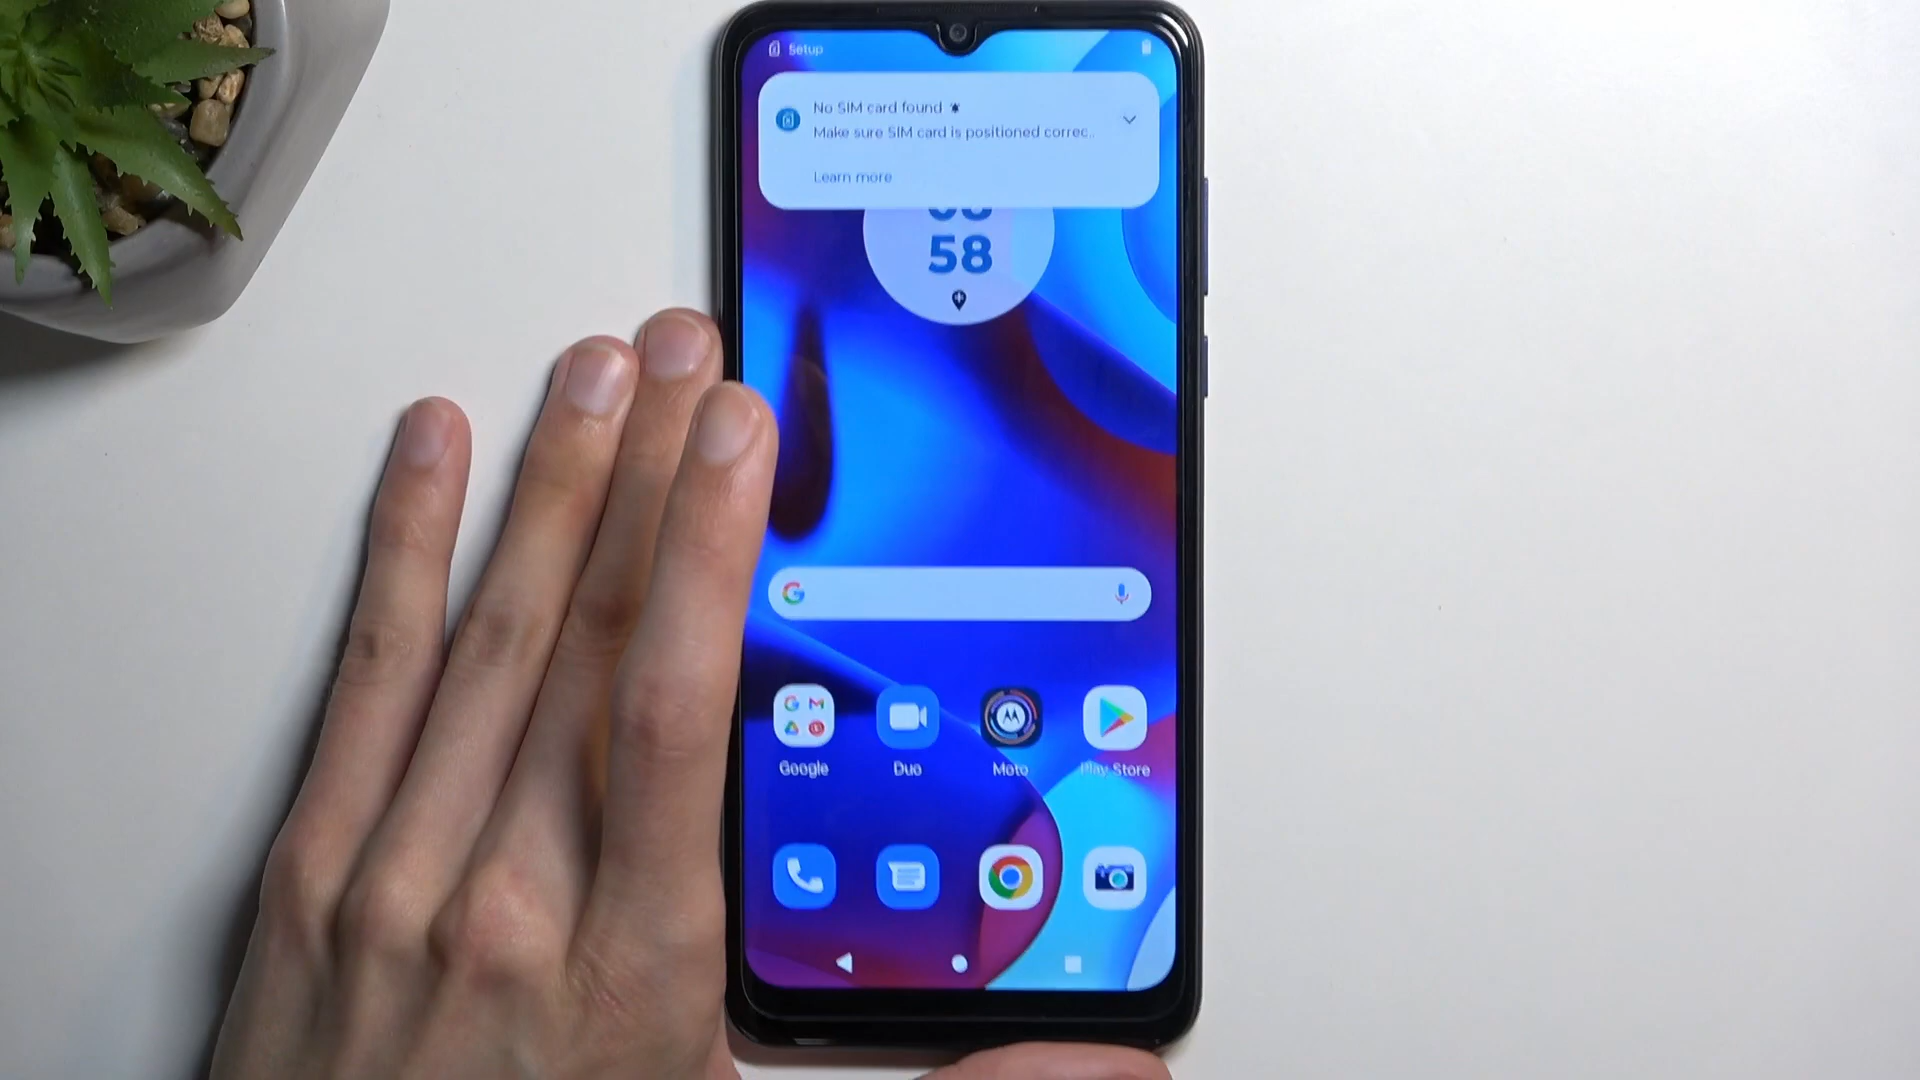 Setup
No SIM card found
Make sure SIM card is positioned correc..
Learn more
58
Google
Duo
Moto
Play Store